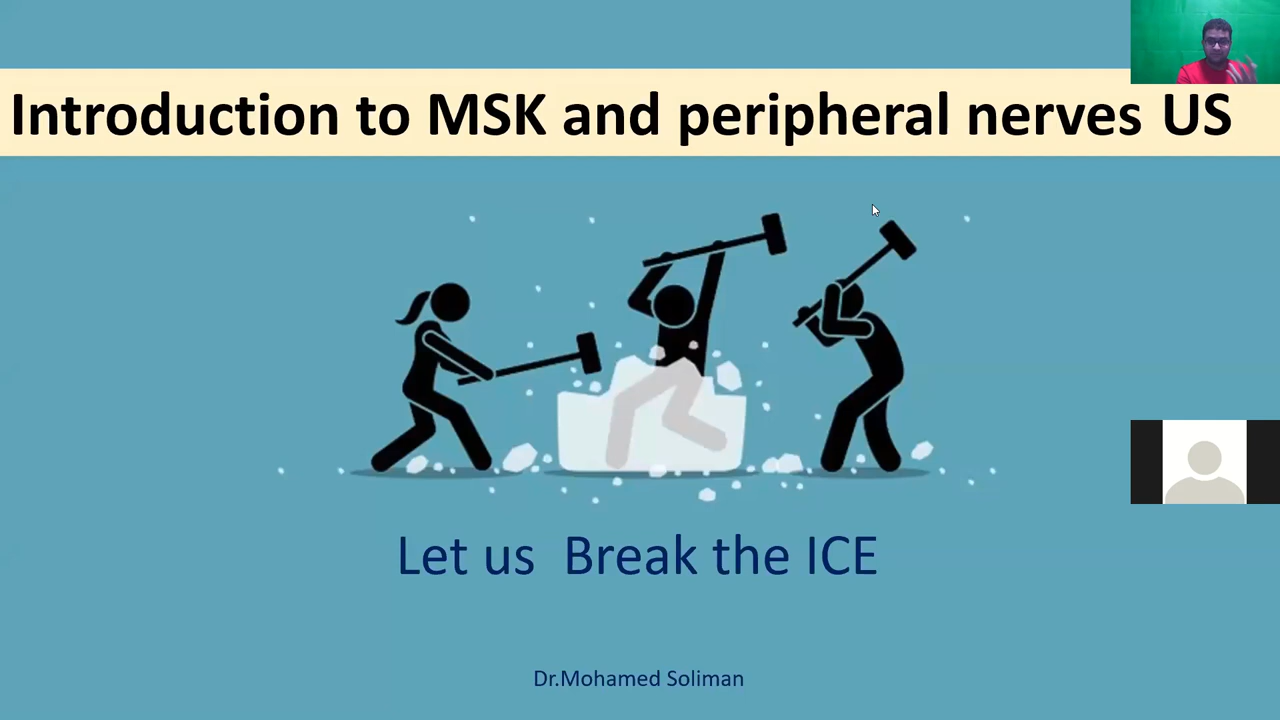 Introduction to MSK and peripheral nerves US
Let us  Break the ICE
Dr.Mohamed Soliman